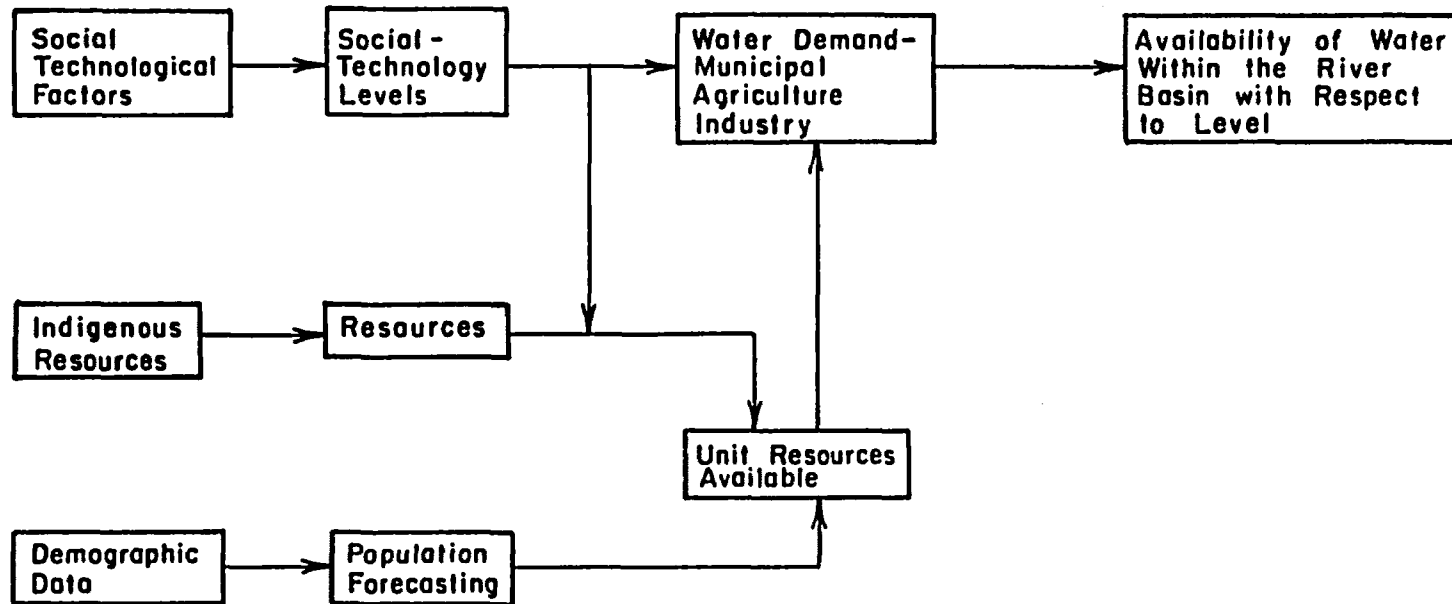 Social
Technological
Factors
Social -
Technology
Levels
Water Demand-
Municipal
Agriculture
Industry
Availability of Water
Within the River
Basin with Respect
to Level
Indigenous
Resources
Resaurces
Unit Resources
Available
Demographic
Data
Population
Forecasting